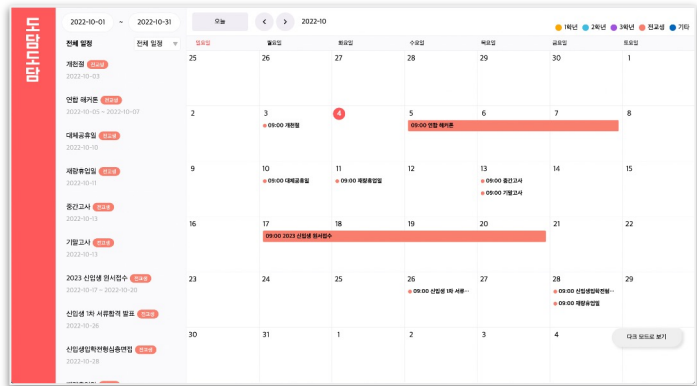 도담도담
2022-10-01 ~ 2022-10-31
오늘
< > 2022-10
1학년 2학년 3학년 전교생 기타
전체 일정 전체 일정
일요일 월요일 화요일 수요일 목요일 금요일 토요일
개천절 전교생
2022-10-03
연합 해커톤 전교생
2022-10-05 ~ 2022-10-07
대체공휴일 전교생
2022-10-10
재량휴업일 전교생
2022-10-11
중간고사 전교생
2022-10-13
기말고사 전교생
2022-10-13
2023 신입생 원서접수 전교생
2022-10-17 ~ 2022-10-20
신입생 1차 서류합격 발표 전교생
2022-10-26
신입생입학전형심층면접 전교생
2022-10-28
25 26 27 28 29 30 1
2 3 4 5 6 7 8
09:00 개천절
09:00 연합 해커톤
9 10 11 12 13 14 15
09:00 대체공휴일
09:00 재량휴업일
09:00 중간고사
09:00 기말고사
16 17 18 19 20 21 22
09:00 2023 신입생 원서접수
23 24 25 26 27 28 29
09:00 신입생 1차 서류…
09:00 신입생입학전형…
09:00 재량휴업일
30 31 1 2 3 4
다크 모드로 보기